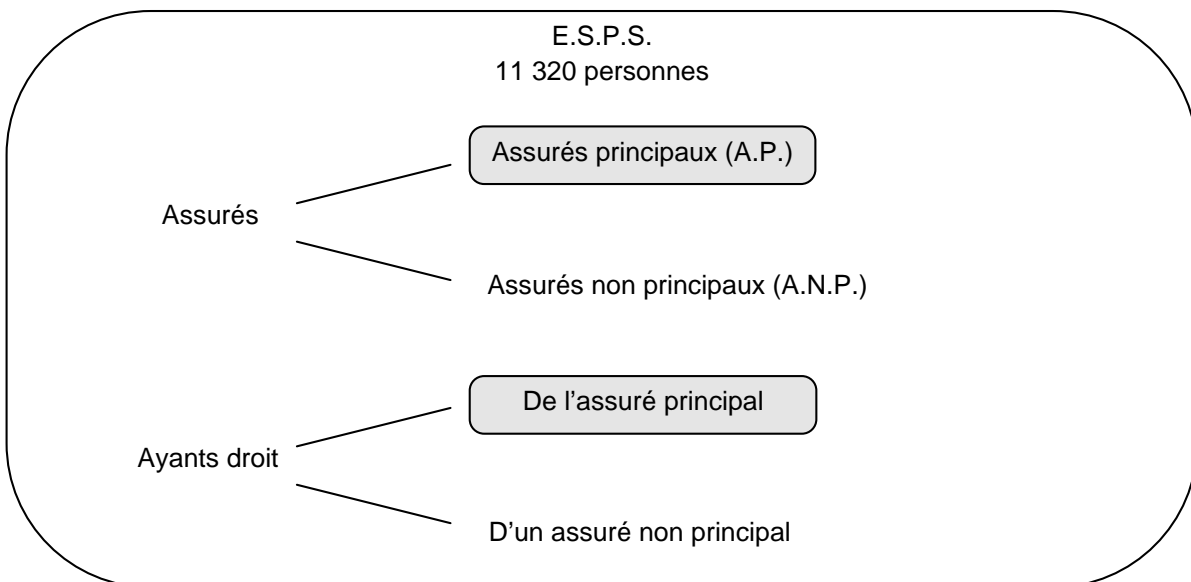 E.S.P.S.
11 320 personnes
Assurés principaux (A.P.)
Assurés
Assurés non principaux (A.N.P.)
De l’assuré principal
Ayants droit
D’un assuré non principal